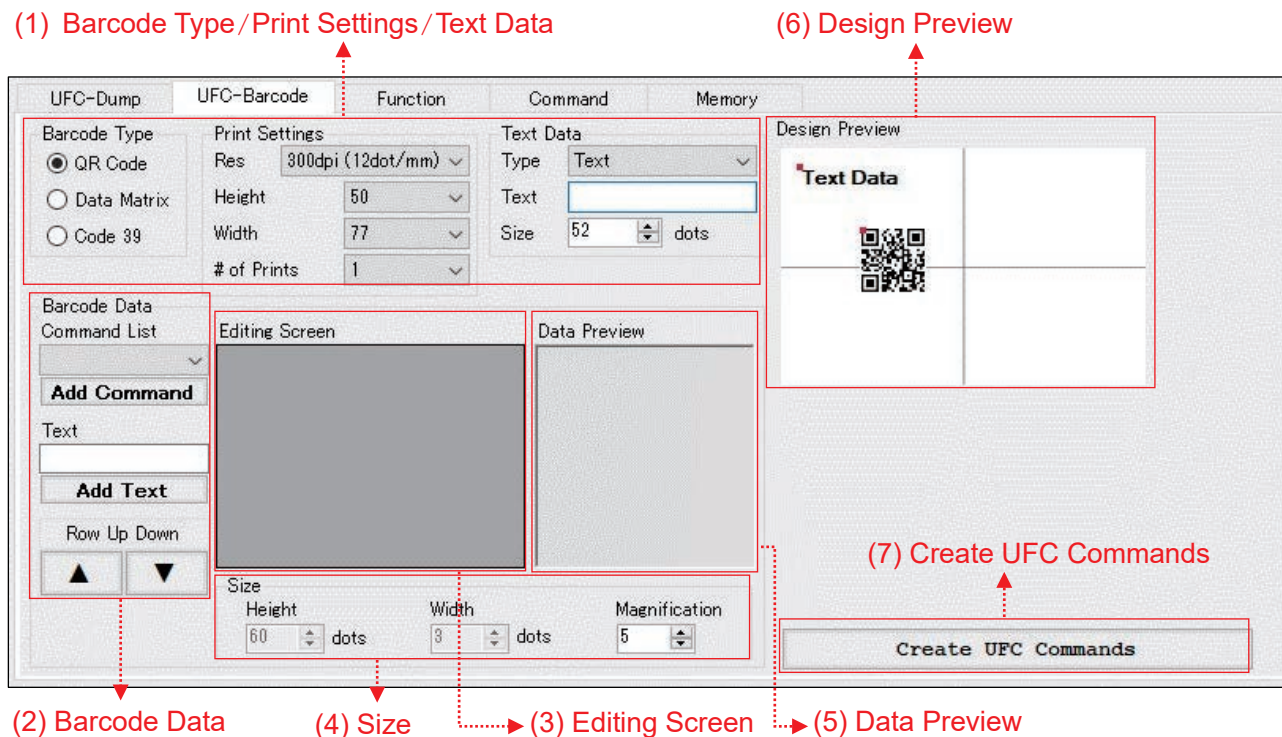 (1) Barcode Type/Print Settings/Text Data
(6) Design Preview
UFC-Dump UFC-Barcode Function Command Memory
Barcode Type
QR Code
Data Matrix
Code 39
Print Settings
Res 300dpi (12dot/mm)
Height 50
Width 77
# of Prints 1
Text Data
Type Text
Text
Size 52 dots
Design Preview
Text Data
Barcode Data
Command List
Add Command
Text
Add Text
Row Up Down
▲ ▼
Editing Screen
Data Preview
Size
Height Width Magnification
60 dots 3 dots 5
(7) Create UFC Commands
Create UFC Commands
(2) Barcode Data
(4) Size
(3) Editing Screen
(5) Data Preview